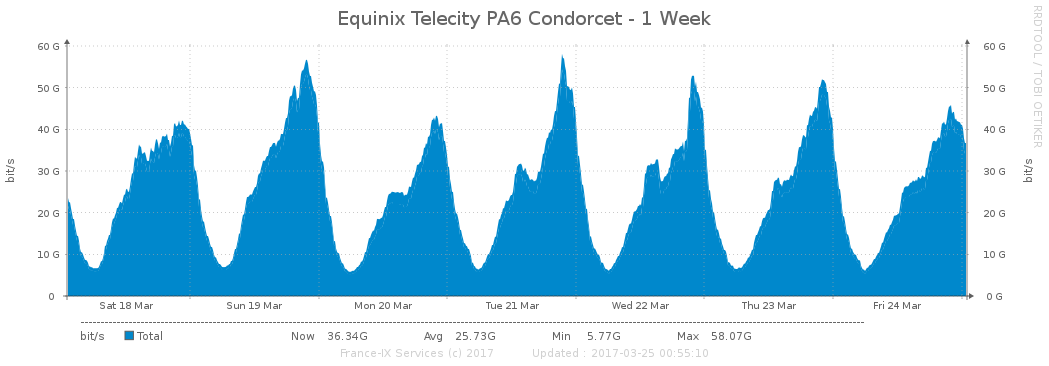 Equinix Telecity PA6 Condorcet - 1 Week
RRDTOOL / TOBI OETIKER
60 G 60 G
50 G 50 G
40 G 40 G
30 G 30 G
20 G 20 G
10 G 10 G
0 0 G
bit/s
bit/s
Sat 18 Mar Sun 19 Mar Mon 20 Mar Tue 21 Mar Wed 22 Mar Thu 23 Mar Fri 24 Mar
bit/s Total Now 36.34G Avg 25.73G Min 5.77G Max 58.07G
France-IX Services (c) 2017 Updated : 2017-03-25 00:55:10